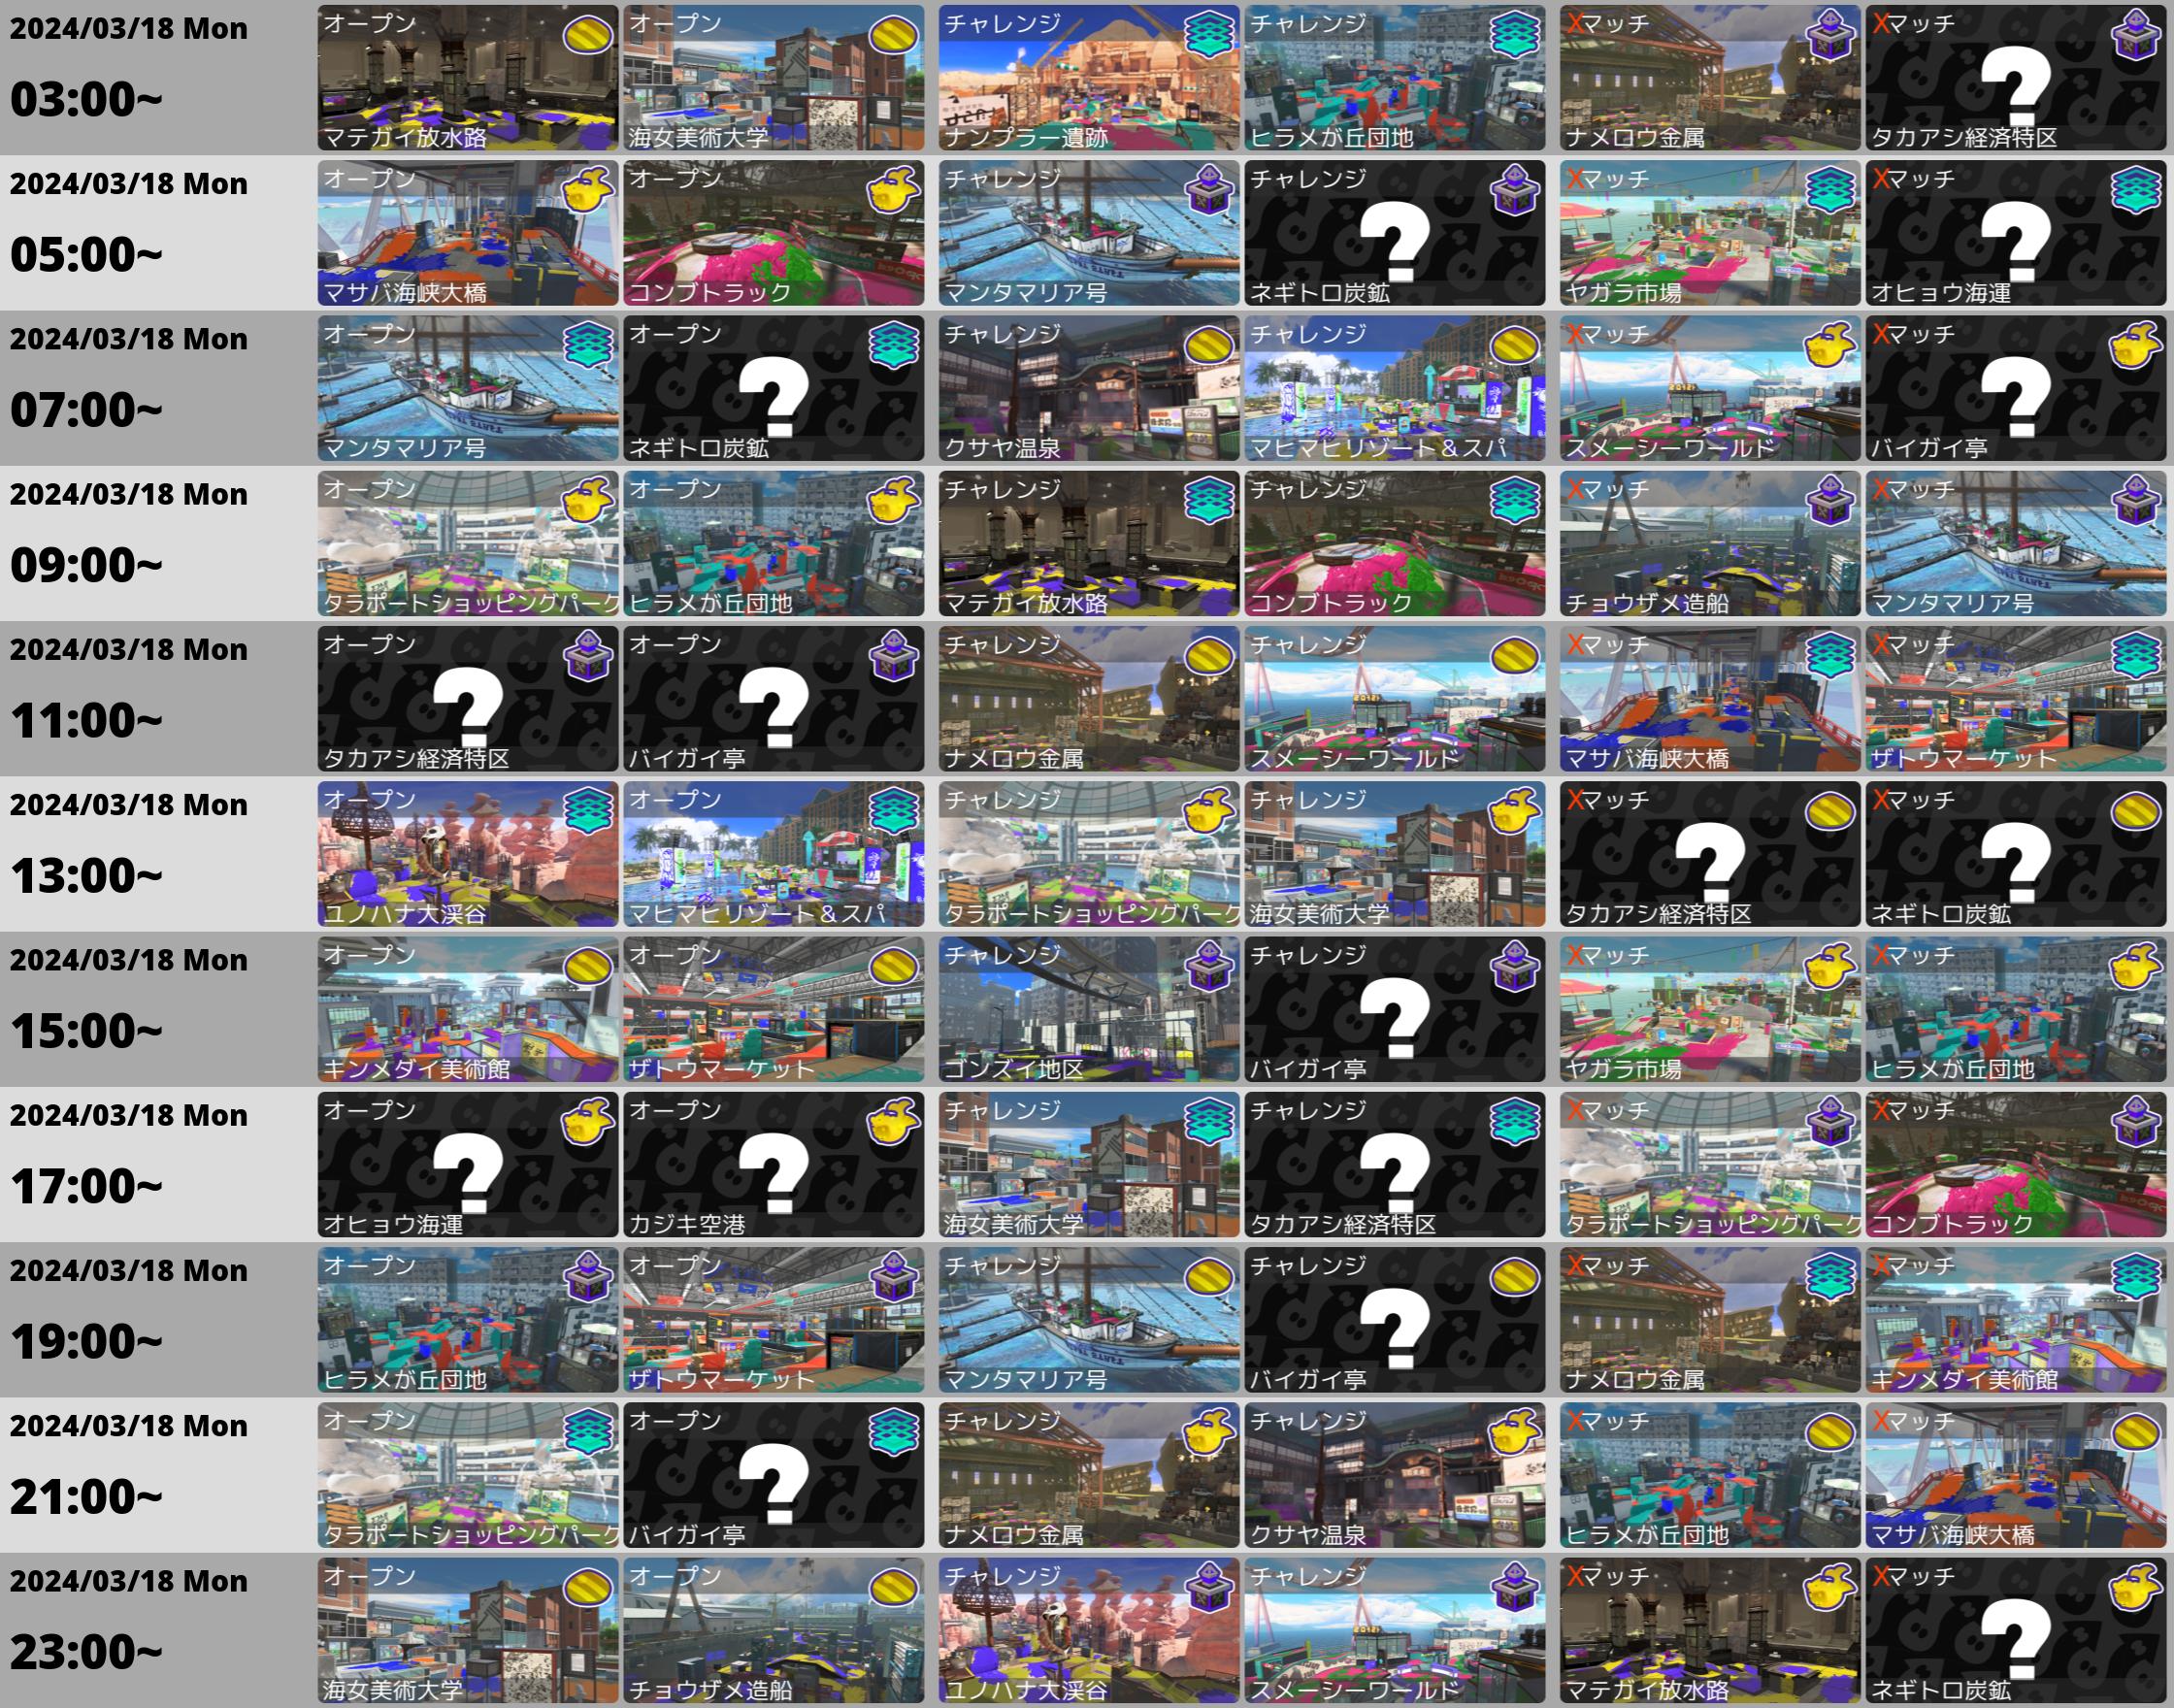 2024/03/18 Mon
03:00~
オープン
マテガイ放水路
オープン
海女美術大学
チャレンジ
ナンプラー遺跡
チャレンジ
ヒラメが丘団地
Xマッチ
ナメロウ金属
Xマッチ
タカアシ経済特区
2024/03/18 Mon
05:00~
オープン
マサバ海峡大橋
オープン
コンブトラック
チャレンジ
マンタマリア号
チャレンジ
ネギトロ炭鉱
Xマッチ
ヤガラ市場
Xマッチ
オヒョウ海運
2024/03/18 Mon
07:00~
オープン
マンタマリア号
オープン
ネギトロ炭鉱
チャレンジ
クサヤ温泉
チャレンジ
マヒマヒリゾート＆スパ
Xマッチ
スメーシーワールド
Xマッチ
バイガイ亭
2024/03/18 Mon
09:00~
オープン
タラポートショッピングパーク
オープン
ヒラメが丘団地
チャレンジ
マテガイ放水路
チャレンジ
コンブトラック
Xマッチ
チョウザメ造船
Xマッチ
マンタマリア号
2024/03/18 Mon
11:00~
オープン
タカアシ経済特区
オープン
バイガイ亭
チャレンジ
ナメロウ金属
チャレンジ
スメーシーワールド
Xマッチ
マサバ海峡大橋
Xマッチ
ザトウマーケット
2024/03/18 Mon
13:00~
オープン
ユノハナ大渓谷
オープン
マヒマヒリゾート＆スパ
チャレンジ
タラポートショッピングパーク
チャレンジ
海女美術大学
Xマッチ
タカアシ経済特区
Xマッチ
ネギトロ炭鉱
2024/03/18 Mon
15:00~
オープン
キンメダイ美術館
オープン
ザトウマーケット
チャレンジ
ゴンズイ地区
チャレンジ
バイガイ亭
Xマッチ
ヤガラ市場
Xマッチ
ヒラメが丘団地
2024/03/18 Mon
17:00~
オープン
オヒョウ海運
オープン
カジキ空港
チャレンジ
海女美術大学
チャレンジ
タカアシ経済特区
Xマッチ
タラポートショッピングパーク
Xマッチ
コンブトラック
2024/03/18 Mon
19:00~
オープン
ヒラメが丘団地
オープン
ザトウマーケット
チャレンジ
マンタマリア号
チャレンジ
バイガイ亭
Xマッチ
ナメロウ金属
Xマッチ
キンメダイ美術館
2024/03/18 Mon
21:00~
オープン
タラポートショッピングパーク
オープン
バイガイ亭
チャレンジ
ナメロウ金属
チャレンジ
クサヤ温泉
Xマッチ
ヒラメが丘団地
Xマッチ
マサバ海峡大橋
2024/03/18 Mon
23:00~
オープン
海女美術大学
オープン
チョウザメ造船
チャレンジ
ユノハナ大渓谷
チャレンジ
スメーシーワールド
Xマッチ
マテガイ放水路
Xマッチ
ネギトロ炭鉱